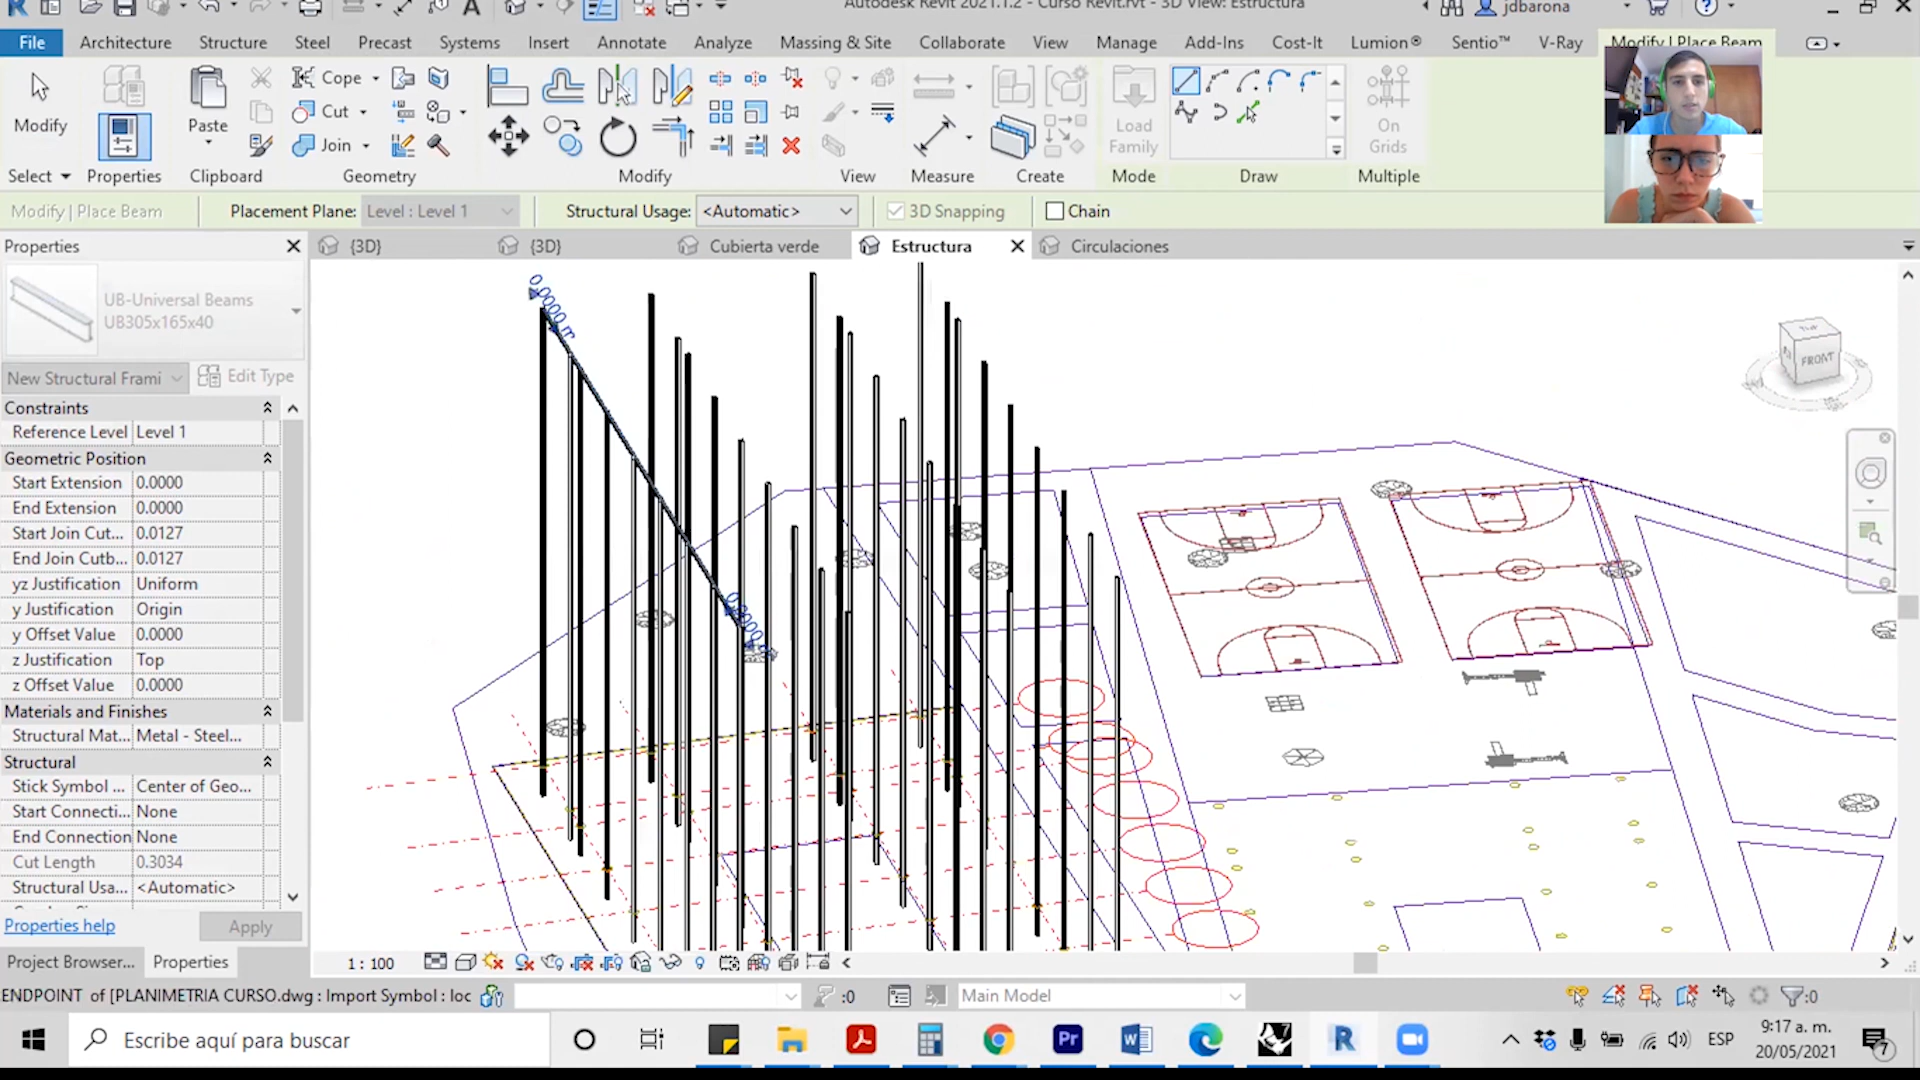 Autodesk Revit 2021.1.2 - Curso Revit.rvt - 3D View: Estructura
jdbarona
File Architecture Structure Steel Precast Systems Insert Annotate Analyze Massing & Site Collaborate View Manage Add-Ins Cost-It Lumion® Sentio™ V-Ray Modify | Place Beam
Modify
Paste
Cope
Cut
Join
Load Family
On Grids
Select Properties Clipboard Geometry Modify View Measure Create Mode Draw Multiple
Modify | Place Beam Placement Plane: Level : Level 1 Structural Usage: <Automatic> 3D Snapping Chain
Properties
{3D} {3D} Cubierta verde Estructura Circulaciones
UB-Universal Beams
UB305x165x40
New Structural Frami Edit Type
Constraints
Reference Level Level 1
Geometric Position
Start Extension 0.0000
End Extension 0.0000
Start Join Cut... 0.0127
End Join Cutb... 0.0127
yz Justification Uniform
y Justification Origin
y Offset Value 0.0000
z Justification Top
z Offset Value 0.0000
Materials and Finishes
Structural Mat... Metal - Steel...
Structural
Stick Symbol ... Center of Geo...
Start Connecti... None
End Connection None
Cut Length 0.3034
Structural Usa... <Automatic>
Properties help Apply
Project Browser... Properties
0.0000 m
0.0000 m
FRONT
1 : 100
ENDPOINT of [PLANIMETRIA CURSO.dwg : Import Symbol : loc
:0
Main Model
:0
Escribe aquí para buscar
Pr
ESP
9:17 a. m.
20/05/2021
7